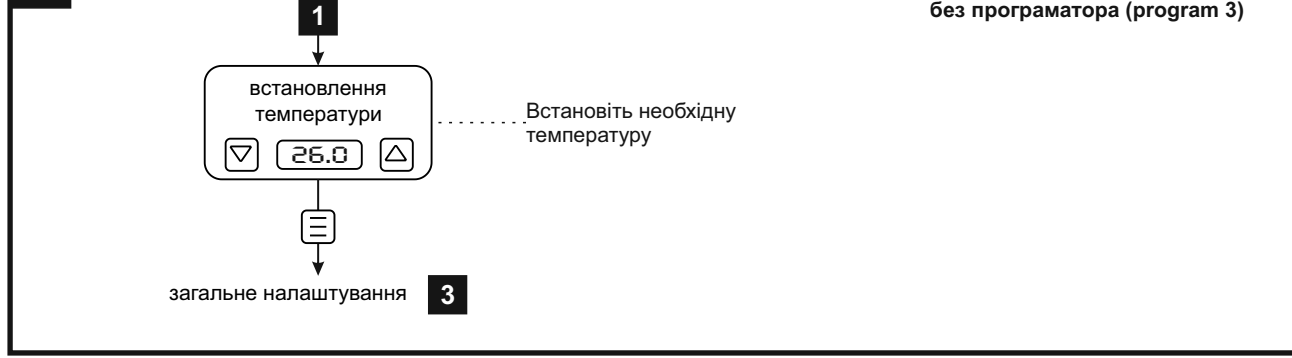 без програматора (program 3)
1
встановлення
температури
26.0
Встановіть необхідну
температуру
загальне налаштування 3